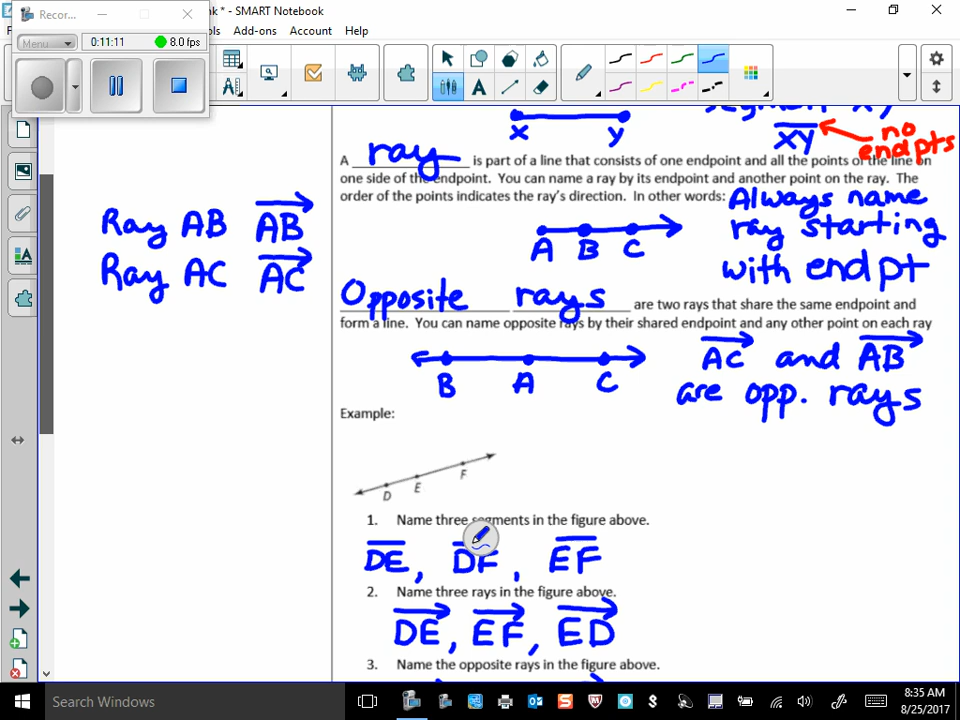 Recor...
nk * - SMART Notebook
Menu
0:11:11
8.0 fps
ols Add-ons Account Help
segment XY
X Y
XY
no
endpts
A ray is part of a line that consists of one endpoint and all the points of the line on
one side of the endpoint. You can name a ray by its endpoint and another point on the ray. The
order of the points indicates the ray's direction. In other words: Always name
ray starting
with endpt
Ray AB AB
Ray AC AC
A B C
Opposite rays are two rays that share the same endpoint and
form a line. You can name opposite rays by their shared endpoint and any other point on each ray
B A C
AC and AB
are opp. rays
Example:
D E F
1. Name three segments in the figure above.
DE, DF, EF
2. Name three rays in the figure above.
DE, EF, ED
3. Name the opposite rays in the figure above.
Search Windows
8:35 AM
8/25/2017